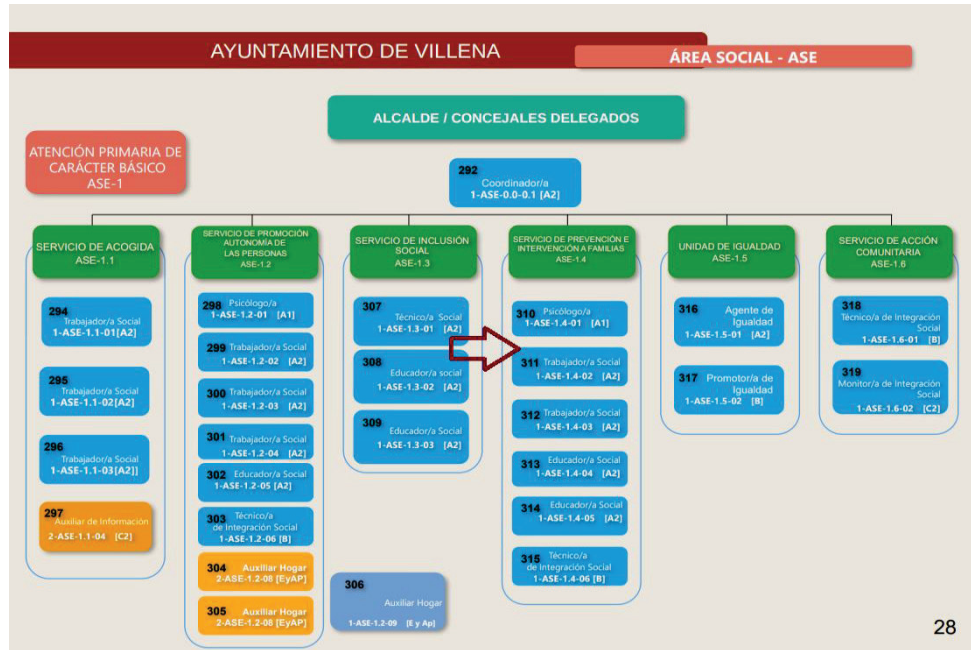 AYUNTAMIENTO DE VILLENA
ÁREA SOCIAL - ASE
ALCALDE / CONCEJALES DELEGADOS
ATENCIÓN PRIMARIA DE
CARÁCTER BÁSICO
ASE-1
292
Coordinador/a
1-ASE-0.0-0.1 [A2]
SERVICIO DE ACOGIDA
ASE-1.1
294
Trabajador/a Social
1-ASE-1.1-01[A2]
295
Trabajador/a Social
1-ASE-1.1-02[A2]
296
Trabajador/a Social
1-ASE-1.1-03[A2]]
297
Auxiliar de Información
2-ASE-1.1-04 [C2]
SERVICIO DE PROMOCIÓN
AUTONOMÍA DE
LAS PERSONAS
ASE-1.2
298 Psicólogo/a
1-ASE-1.2-01 [A1]
299 Trabajador/a Social
1-ASE-1.2-02 [A2]
300 Trabajador/a Social
1-ASE-1.2-03 [A2]
301 Trabajador/a Social
1-ASE-1.2-04 [A2]
302 Educador/a Social
1-ASE-1.2-05 [A2]
303 Técnico/a
de Integración Social
1-ASE-1.2-06 [B]
304 Auxiliar Hogar
2-ASE-1.2-08 [EyAP]
305 Auxiliar Hogar
2-ASE-1.2-08 [EyAP]
306
Auxiliar Hogar
1-ASE-1.2-09 [E y Ap]
SERVICIO DE INCLUSIÓN
SOCIAL
ASE-1.3
307
Técnico/a Social
1-ASE-1.3-01 [A2]
308
Educador/a social
1-ASE-1.3-02 [A2]
309
Educador/a Social
1-ASE-1.3-03 [A2]
SERVICIO DE PREVENCIÓN E
INTERVENCIÓN A FAMILIAS
ASE-1.4
310 Psicólogo/a
1-ASE-1.4-01 [A1]
311 Trabajador/a Social
1-ASE-1.4-02 [A2]
312 Trabajador/a Social
1-ASE-1.4-03 [A2]
313 Educador/a Social
1-ASE-1.4-04 [A2]
314 Educador/a Social
1-ASE-1.4-05 [A2]
315 Técnico/a
de Integración Social
1-ASE-1.4-06 [B]
UNIDAD DE IGUALDAD
ASE-1.5
316 Agente de
Igualdad
1-ASE-1.5-01 [A2]
317 Promotor/a de
Igualdad
1-ASE-1.5-02 [B]
SERVICIO DE ACCIÓN
COMUNITARIA
ASE-1.6
318
Técnico/a de Integración
Social
1-ASE-1.6-01 [B]
319
Monitor/a de Integración
Social
1-ASE-1.6-02 [C2]
28